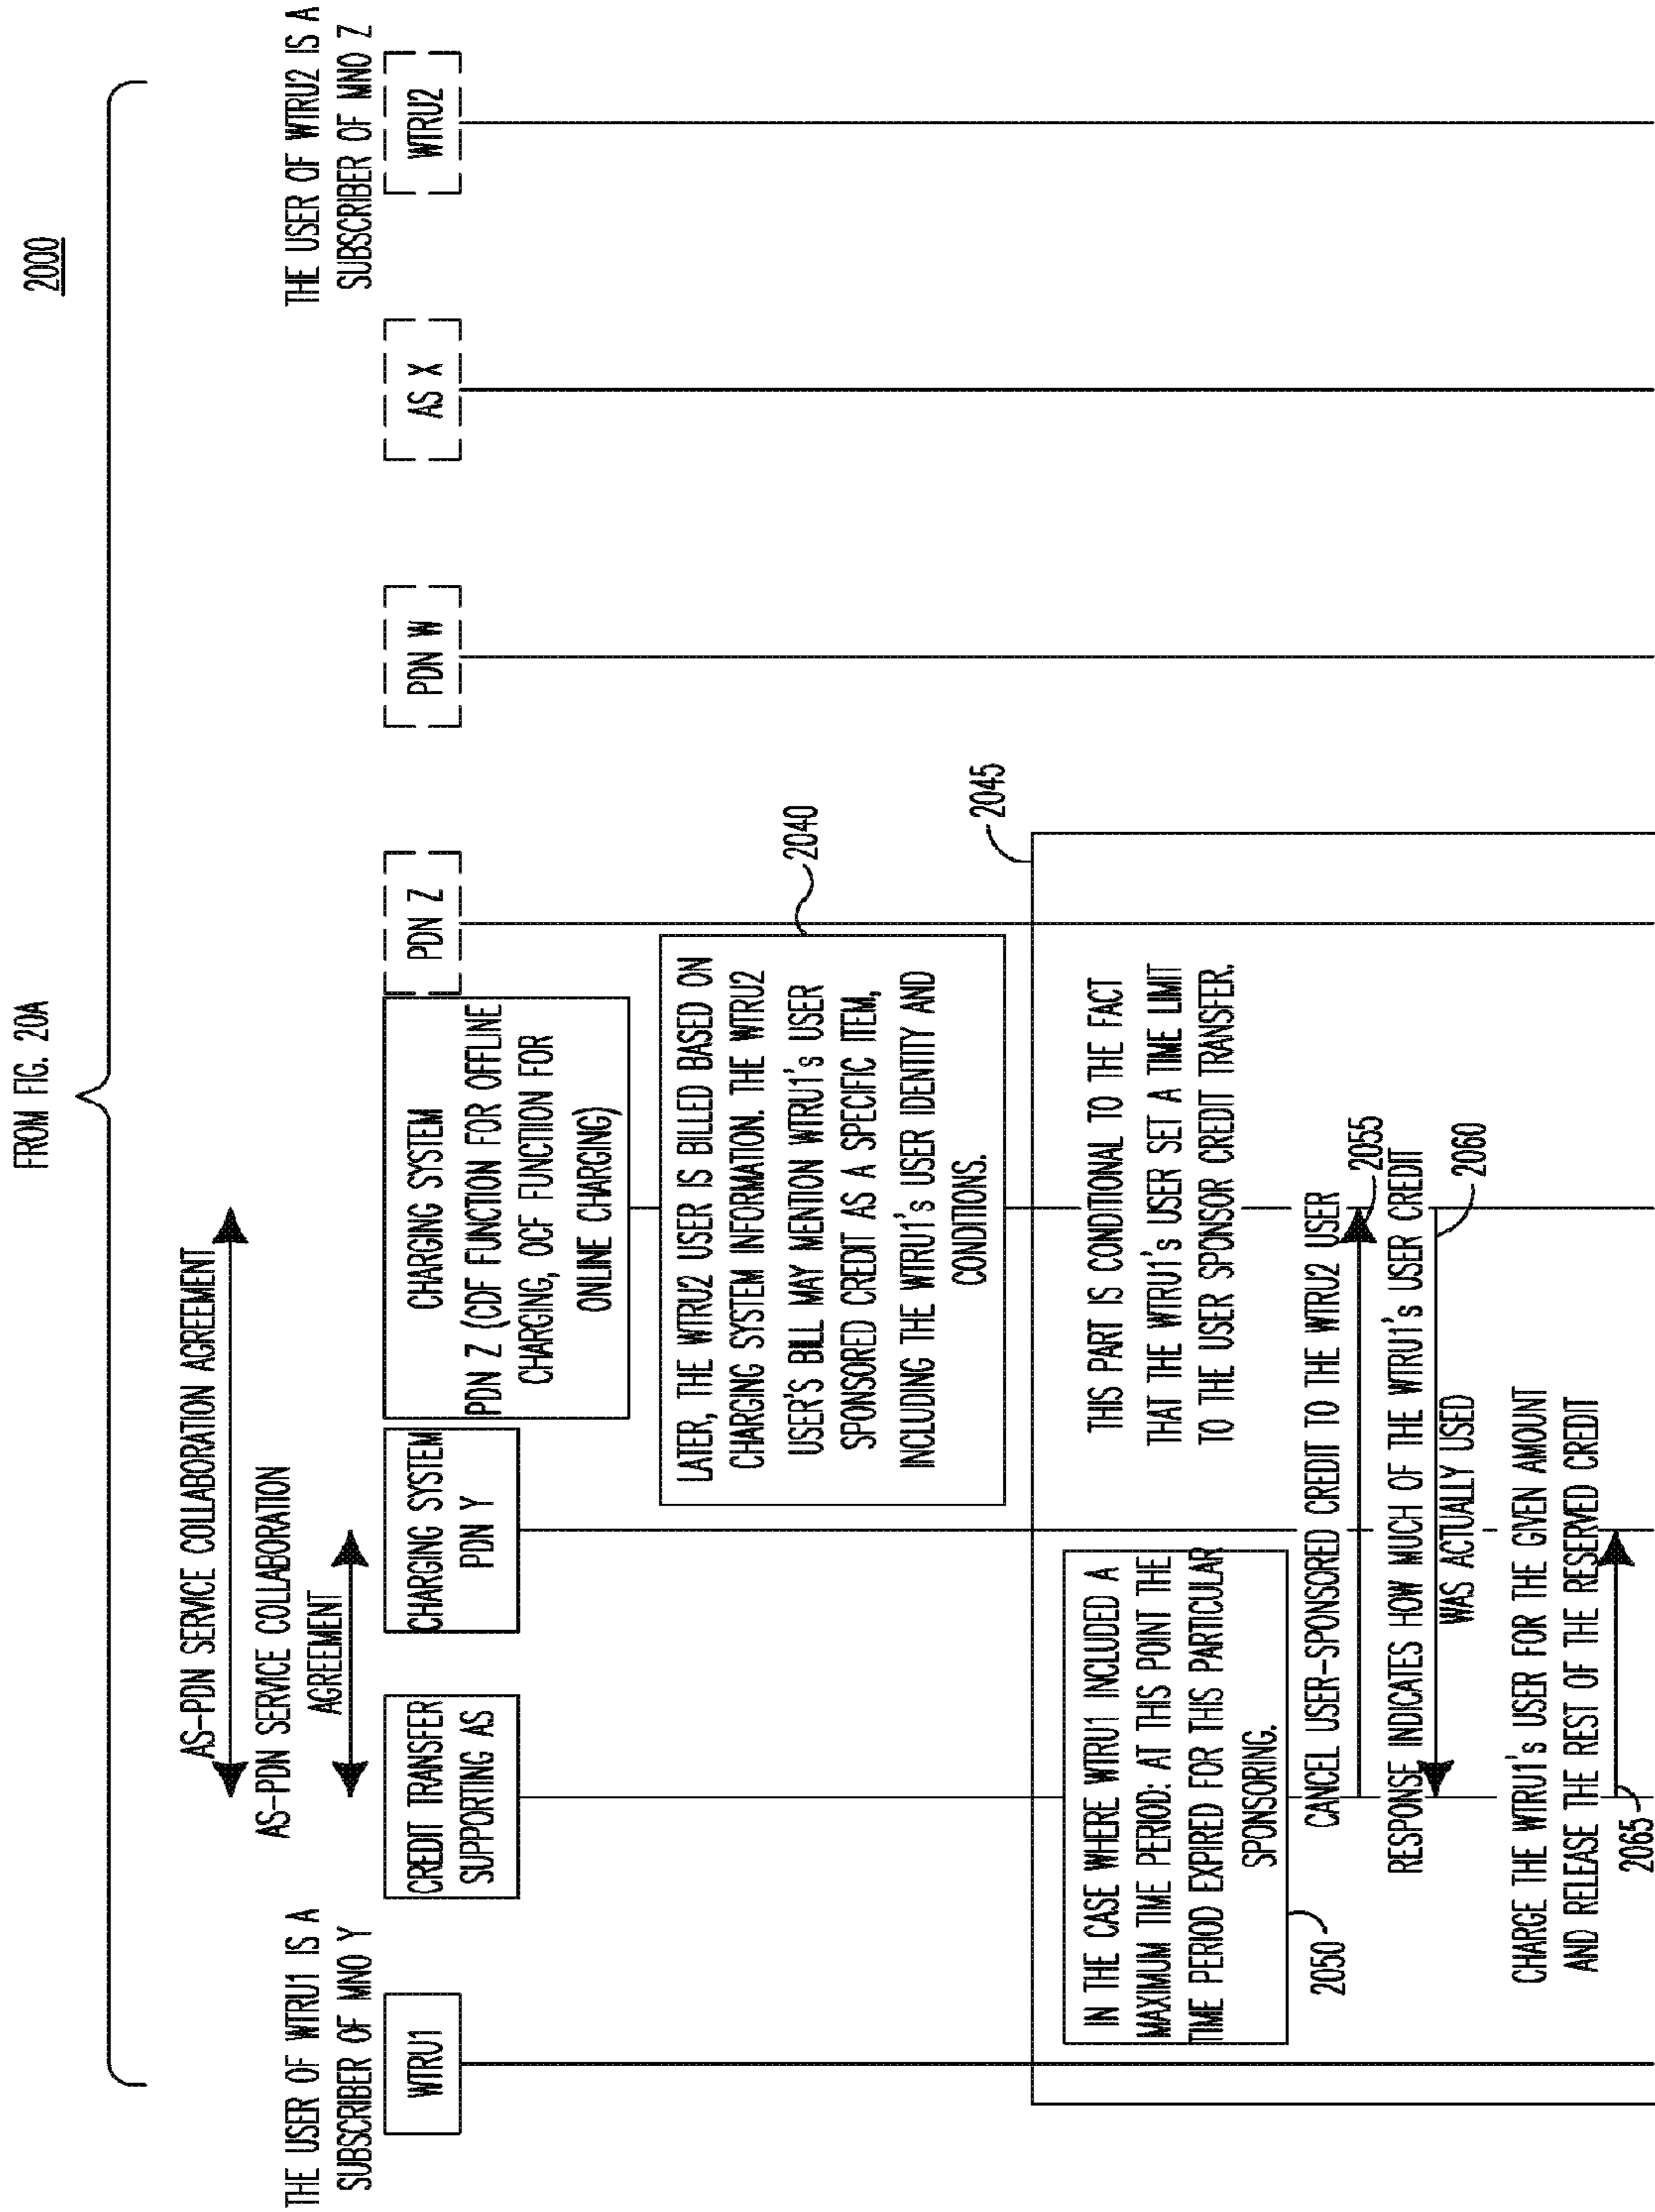 FROM FIG. 20A
2000
AS-PDN SERVICE COLLABORATION AGREEMENT
AS-PDN SERVICE COLLABORATION
AGREEMENT
THE USER OF WTRU1 IS A
SUBSCRIBER OF MNO Y
THE USER OF WTRU2 IS A
SUBSCRIBER OF MNO Z
WTRU1
CREDIT TRANSFER
SUPPORTING AS
CHARGING SYSTEM
PDN Y
CHARGING SYSTEM
PDN Z (CDF FUNCTION FOR OFFLINE
CHARGING, OCF FUNCTION FOR
ONLINE CHARGING)
PDN Z
PDN W
AS X
WTRU2
LATER, THE WTRU2 USER IS BILLED BASED ON
CHARGING SYSTEM INFORMATION. THE WTRU2
USER'S BILL MAY MENTION WTRU1's USER
SPONSORED CREDIT AS A SPECIFIC ITEM,
INCLUDING THE WTRU1's USER IDENTITY AND
CONDITIONS.
2040
2045
IN THE CASE WHERE WTRU1 INCLUDED A
MAXIMUM TIME PERIOD: AT THIS POINT THE
TIME PERIOD EXPIRED FOR THIS PARTICULAR
SPONSORING.
2050
THIS PART IS CONDITIONAL TO THE FACT
THAT THE WTRU1's USER SET A TIME LIMIT
TO THE USER SPONSOR CREDIT TRANSFER.
CANCEL USER-SPONSORED CREDIT TO THE WTRU2 USER
2055
RESPONSE INDICATES HOW MUCH OF THE WTRU1's USER CREDIT
WAS ACTUALLY USED
2060
CHARGE THE WTRU1's USER FOR THE GIVEN AMOUNT
AND RELEASE THE REST OF THE RESERVED CREDIT
2065